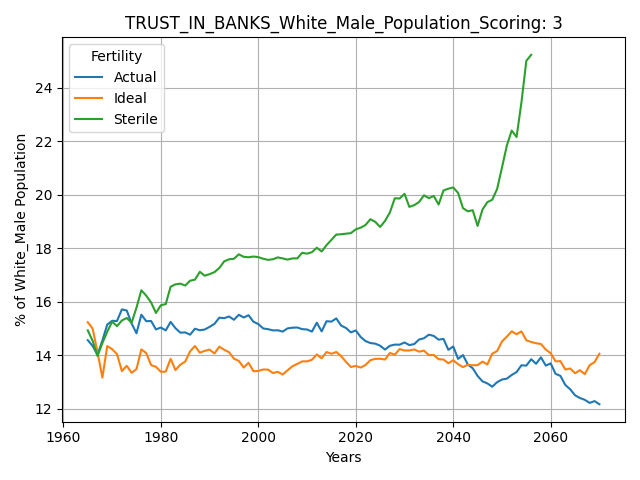 TRUST_IN_BANKS_White_Male_Population_Scoring: 3
Fertility
Actual
Ideal
Sterile
% of White_Male Population
24
22
20
18
16
14
12
1960 1980 2000 2020 2040 2060
Years